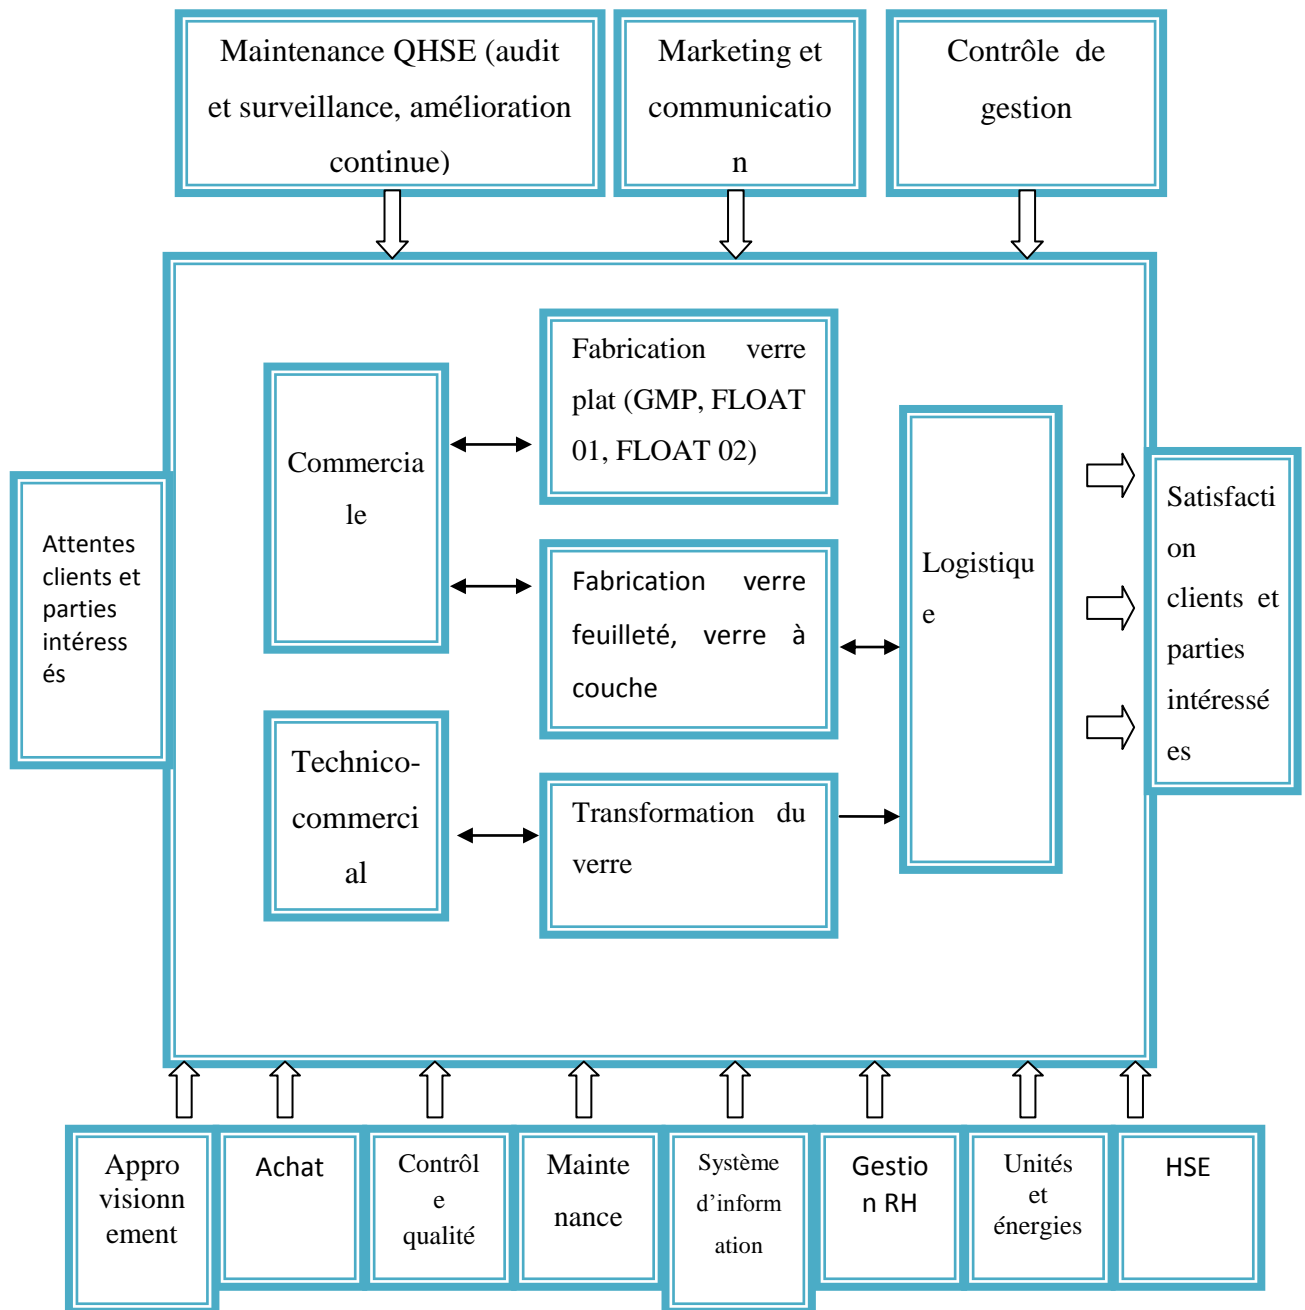 Maintenance QHSE (audit
et surveillance, amélioration
continue)
Marketing et
communicatio
n
Contrôle de
gestion
Attentes
clients et
parties
intéress
és
Commercia
le
Technico-
commerci
al
Fabrication verre
plat (GMP, FLOAT
01, FLOAT 02)
Fabrication verre
feuilleté, verre à
couche
Transformation du
verre
Logistiqu
e
Satisfacti
on
clients et
parties
intéressé
es
Appro
visionn
ement
Achat
Contrôl
e
qualité
Mainte
nance
Système
d’inform
ation
Gestio
n RH
Unités
et
énergies
HSE